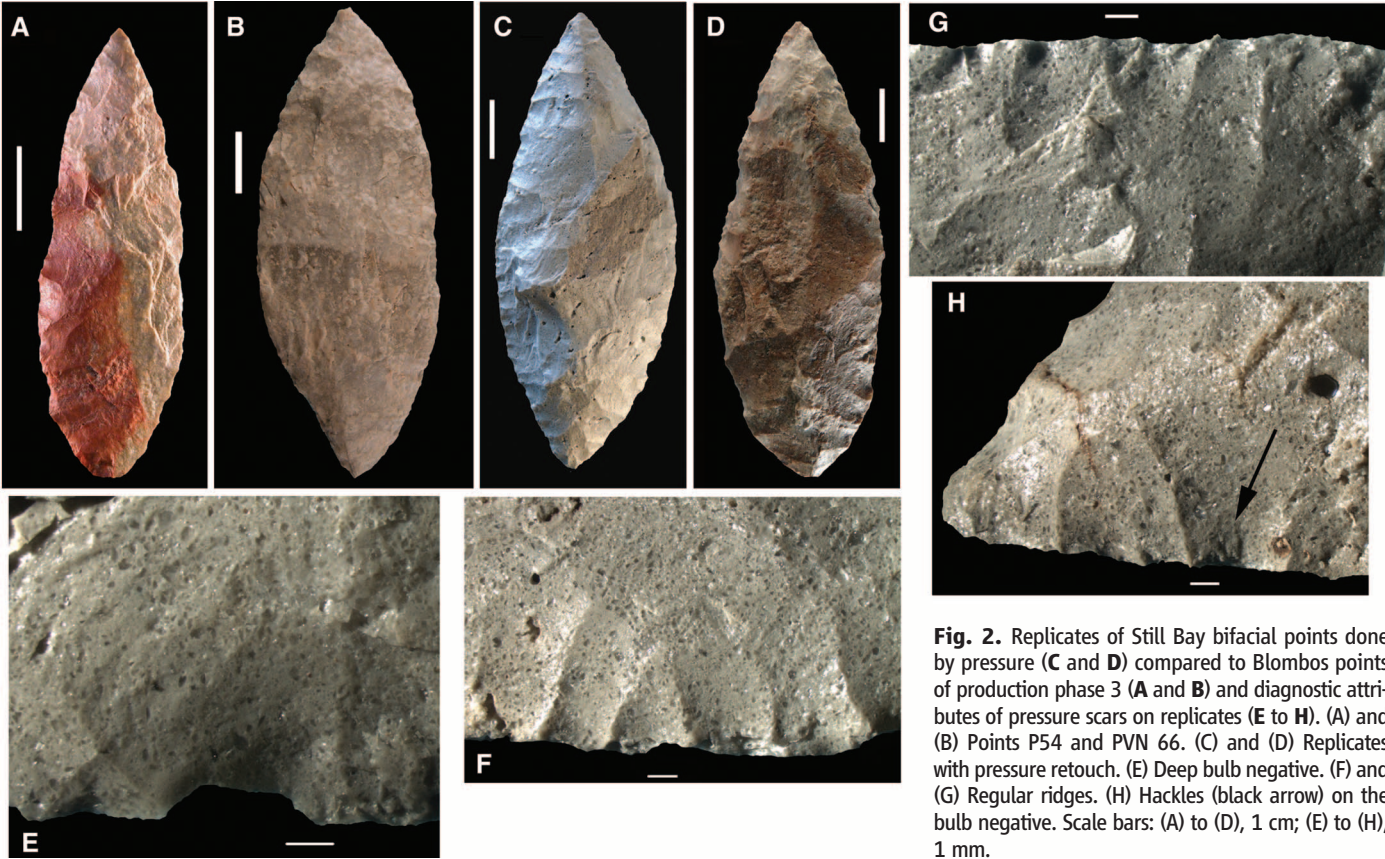 A
B
C
D
G
H
E
F
Fig. 2. Replicates of Still Bay bifacial points done
by pressure (C and D) compared to Blombos points
of production phase 3 (A and B) and diagnostic attri-
butes of pressure scars on replicates (E to H). (A) and
(B) Points P54 and PVN 66. (C) and (D) Replicates
with pressure retouch. (E) Deep bulb negative. (F) and
(G) Regular ridges. (H) Hackles (black arrow) on the
bulb negative. Scale bars: (A) to (D), 1 cm; (E) to (H),
1 mm.